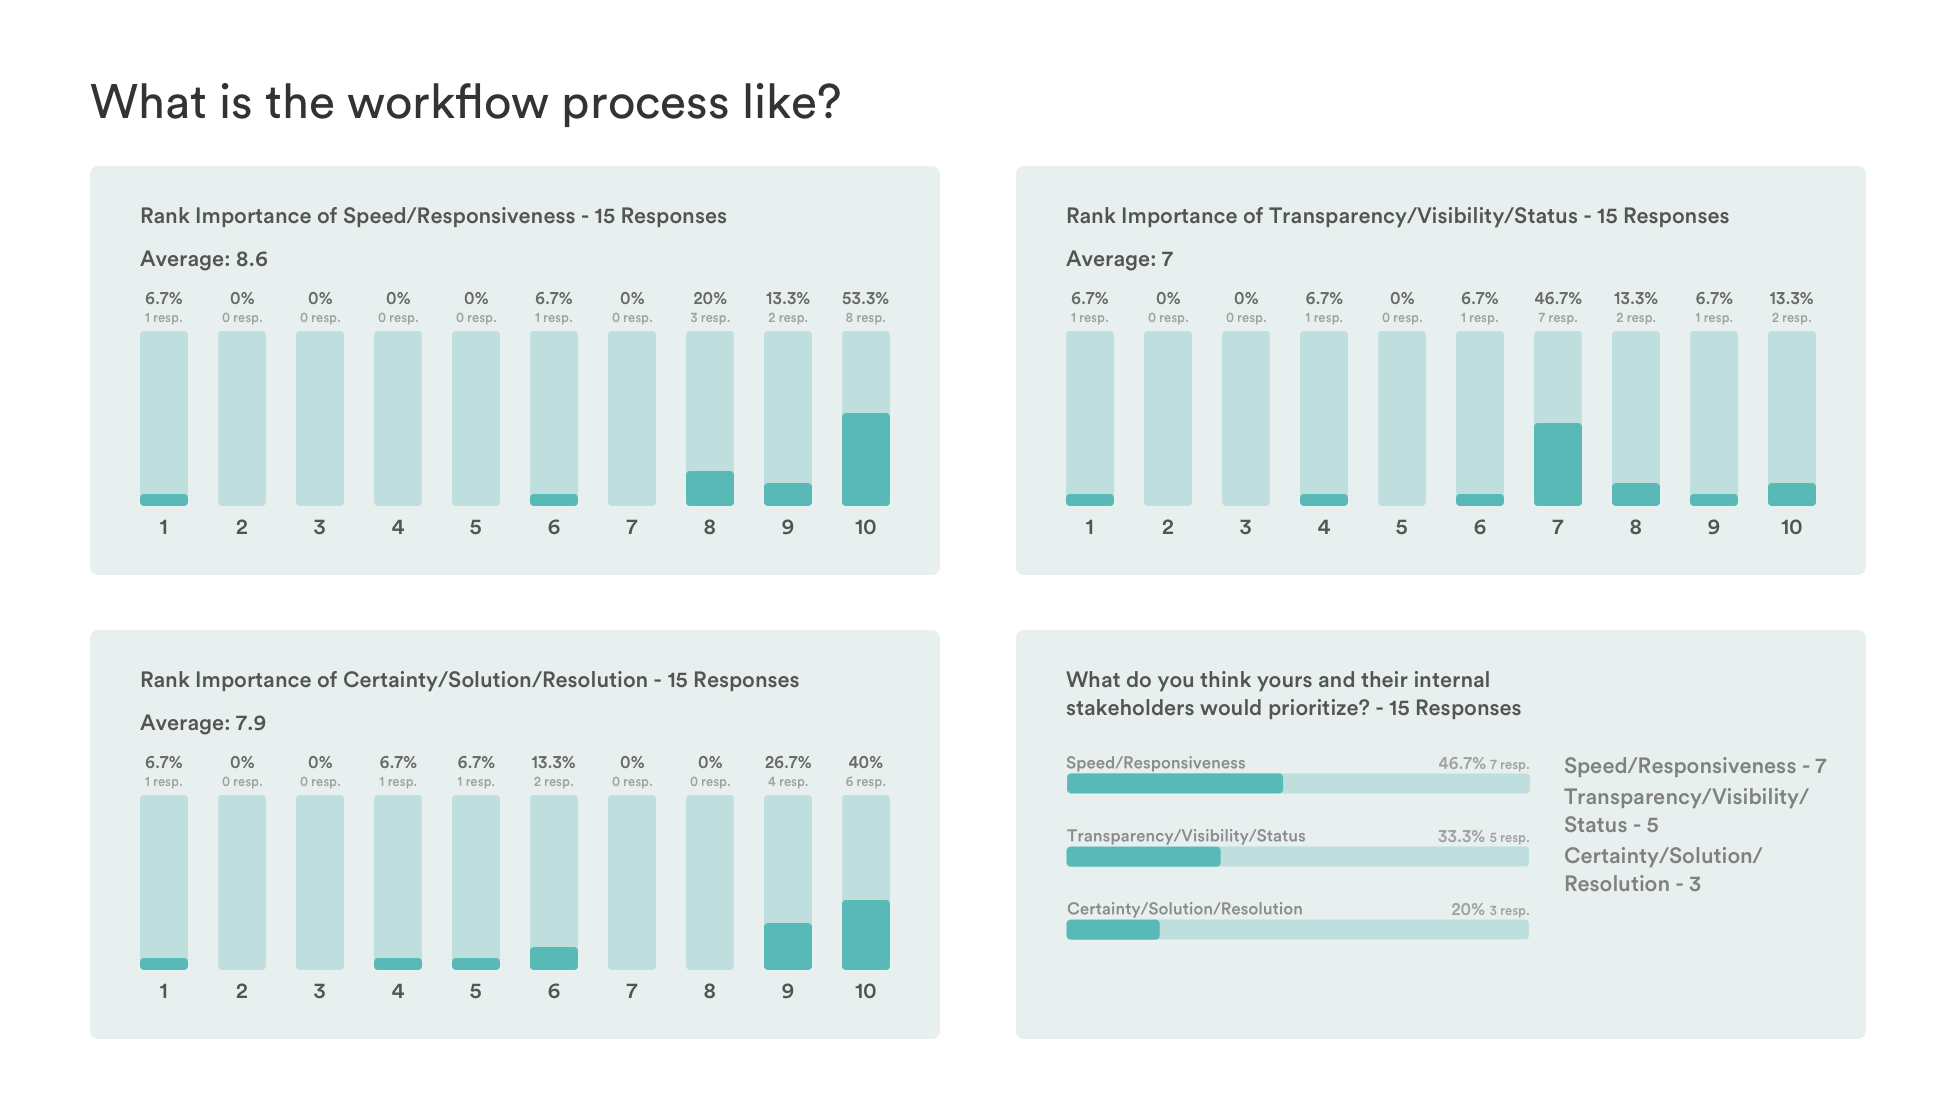 What is the workflow process like?
Rank Importance of Speed/Responsiveness - 15 Responses
Average: 8.6
6.7% 0% 0% 0% 0% 6.7% 0% 20% 13.3% 53.3%
1 resp. 0 resp. 0 resp. 0 resp. 0 resp. 1 resp. 0 resp. 3 resp. 2 resp. 8 resp.
1 2 3 4 5 6 7 8 9 10
Rank Importance of Transparency/Visibility/Status - 15 Responses
Average: 7
6.7% 0% 0% 6.7% 0% 6.7% 46.7% 13.3% 6.7% 13.3%
1 resp. 0 resp. 0 resp. 1 resp. 0 resp. 1 resp. 7 resp. 2 resp. 1 resp. 2 resp.
1 2 3 4 5 6 7 8 9 10
Rank Importance of Certainty/Solution/Resolution - 15 Responses
Average: 7.9
6.7% 0% 0% 6.7% 6.7% 13.3% 0% 0% 26.7% 40%
1 resp. 0 resp. 0 resp. 1 resp. 1 resp. 2 resp. 0 resp. 0 resp. 4 resp. 6 resp.
1 2 3 4 5 6 7 8 9 10
What do you think yours and their internal
stakeholders would prioritize? - 15 Responses
Speed/Responsiveness 46.7% 7 resp.
Transparency/Visibility/Status 33.3% 5 resp.
Certainty/Solution/Resolution 20% 3 resp.
Speed/Responsiveness - 7
Transparency/Visibility/
Status - 5
Certainty/Solution/
Resolution - 3